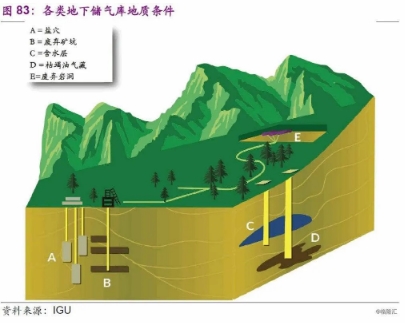 图 83：各类地下储气库地质条件
A = 盐穴
B = 废弃矿坑
C = 含水层
D = 枯竭油气藏
E=废弃岩洞
E
C
D
A
B
资料来源：IGU